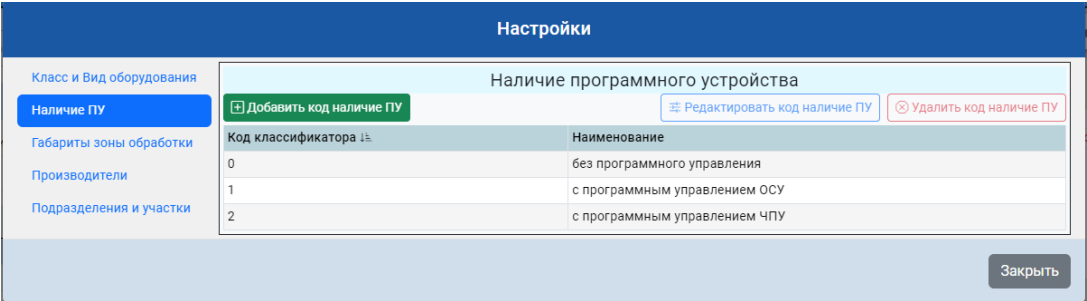 Настройки
Класс и Вид оборудования
Наличие ПУ
Габариты зоны обработки
Производители
Подразделения и участки
Наличие программного устройства
Добавить код наличие ПУ
Редактировать код наличие ПУ
Удалить код наличие ПУ
Код классификатора Наименование
0 без программного управления
1 с программным управлением ОСУ
2 с программным управлением ЧПУ
Закрыть